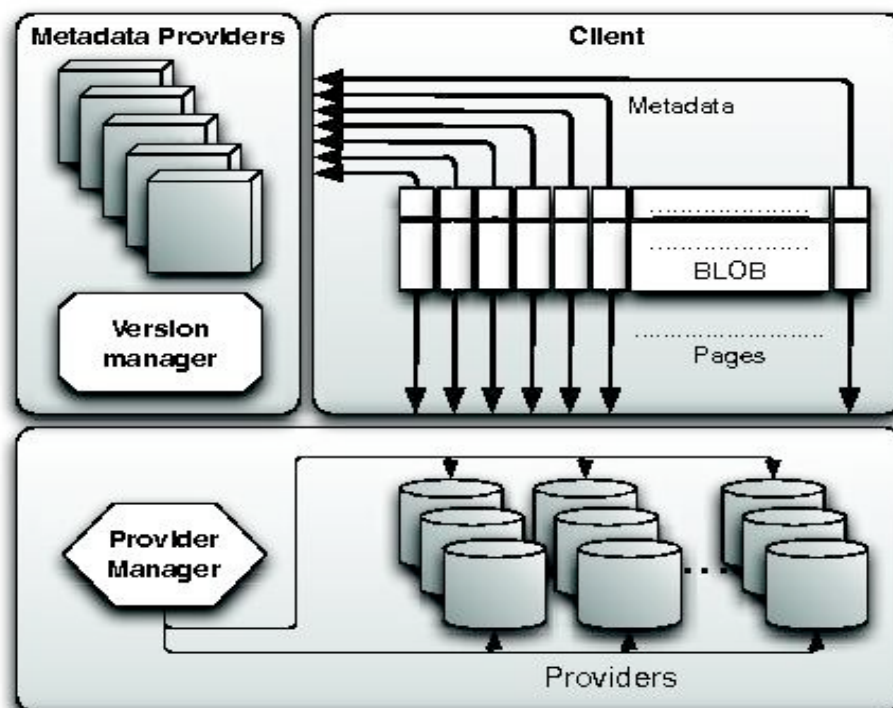 Metadata Providers
Version
manager
Client
Metadata
BLOB
Pages
Provider
Manager
Providers